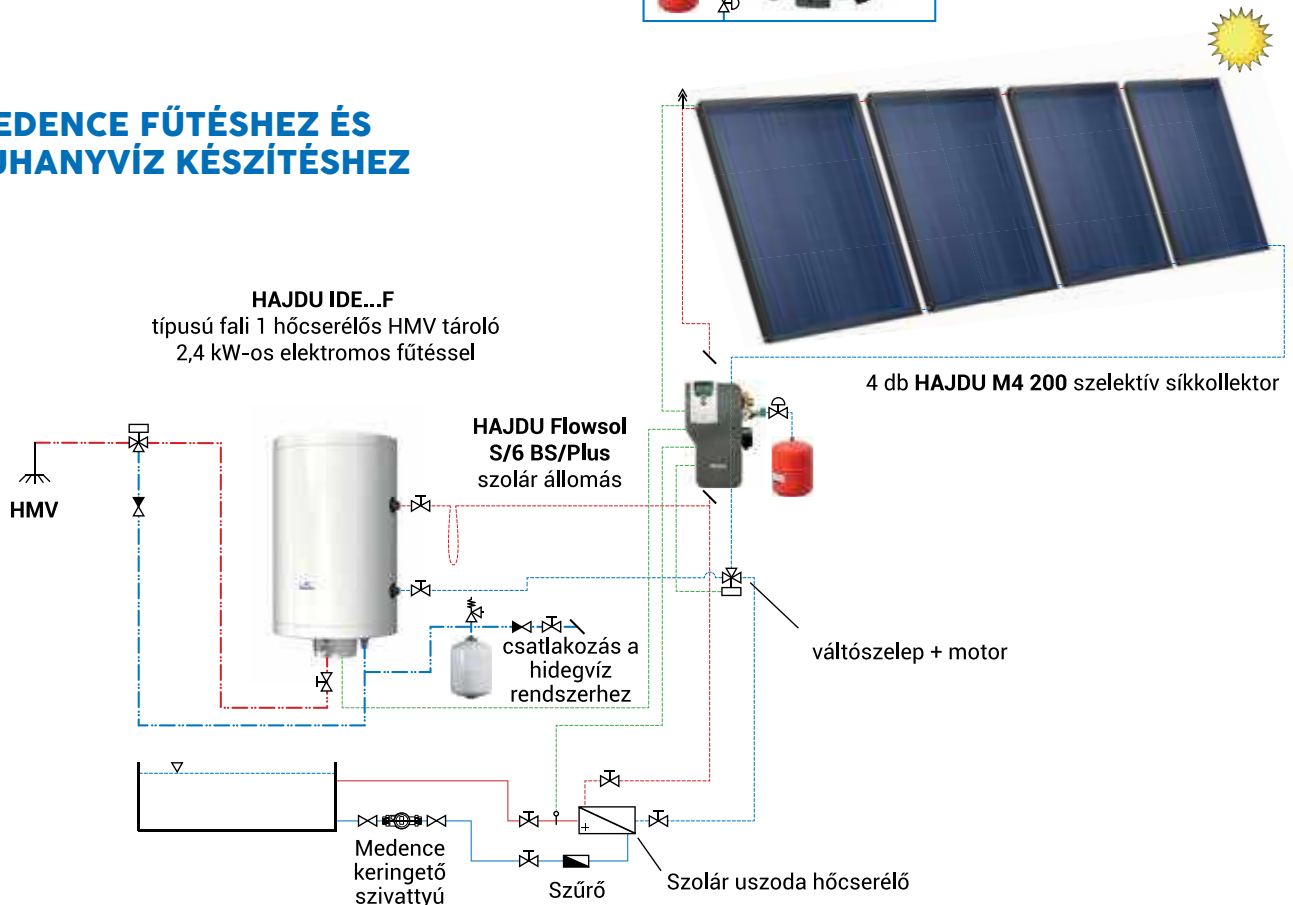 EDENCE FŰTÉSHEZ ÉS
UHANYVÍZ KÉSZÍTÉSHEZ
HAJDU IDE...F
típusú fali 1 hőcserélős HMV tároló
2,4 kW-os elektromos fűtéssel
4 db HAJDU M4 200 szelektív síkkollektor
HAJDU Flowsol
S/6 BS/Plus
szolár állomás
HMV
csatlakozás a
hidegvíz
rendszerhez
váltószelep + motor
Medence
keringető
szivattyú
Szűrő
Szolár uszoda hőcserélő